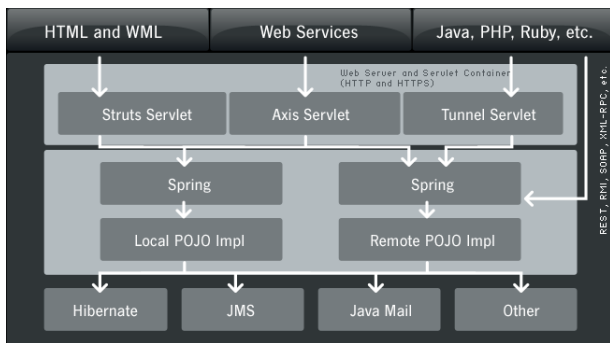 HTML and WML
Web Services
Java, PHP, Ruby, etc.
Web Server and Servlet Container
(HTTP and HTTPS)
Struts Servlet
Axis Servlet
Tunnel Servlet
REST, RMI, SOAP, XML-RPC, etc.
Spring
Spring
Local POJO Impl
Remote POJO Impl
Hibernate
JMS
Java Mail
Other